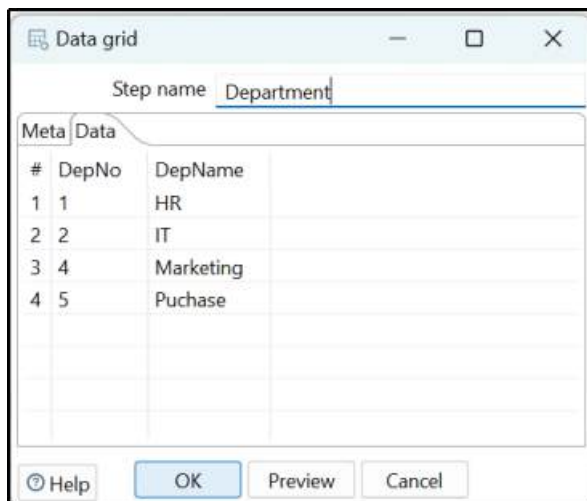 Data grid
Step name Department
Meta Data
# DepNo DepName
1 1 HR
2 2 IT
3 4 Marketing
4 5 Puchase
Help OK Preview Cancel